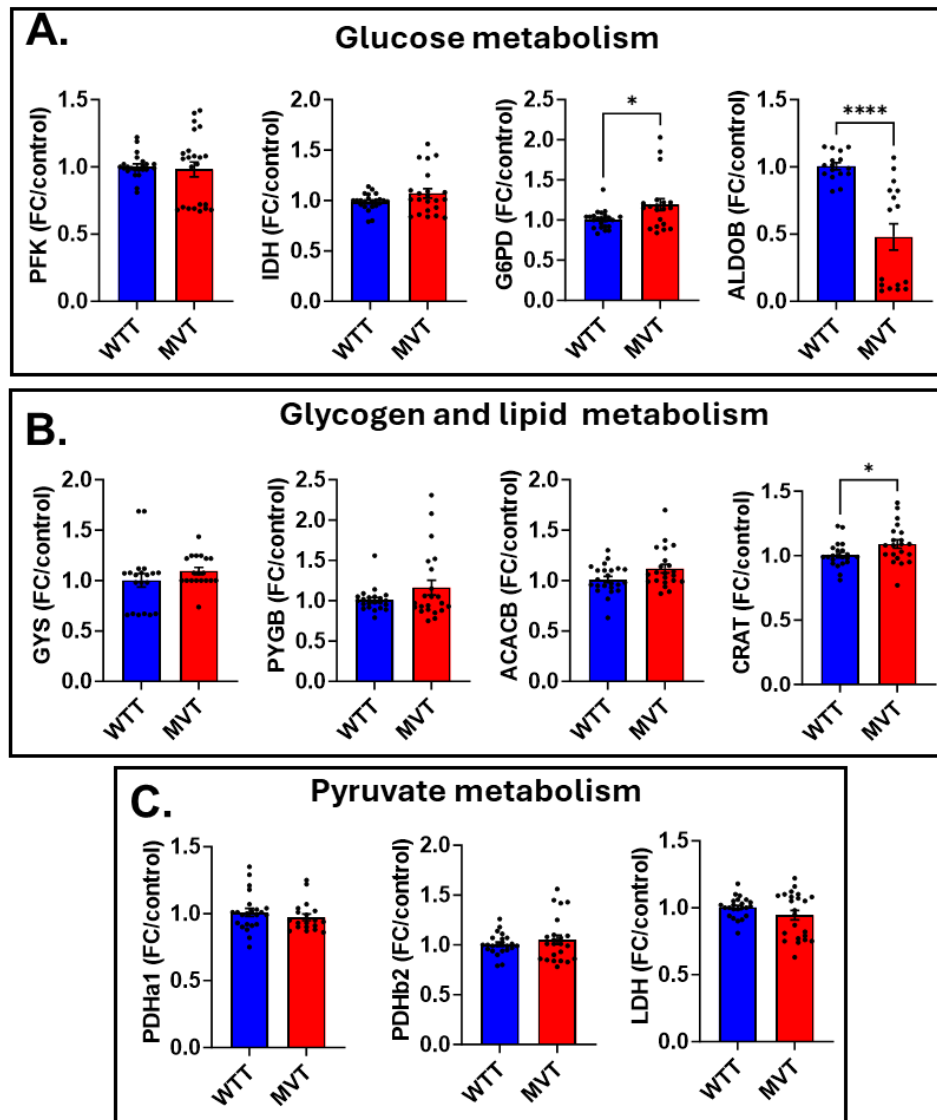 A.
Glucose metabolism
PFK (FC/control)
1.5
1.0
0.5
0.0
WTT
MVT
IDH (FC/control)
2.0
1.5
1.0
0.5
0.0
WTT
MVT
G6PD (FC/control)
2.5
2.0
1.5
1.0
0.5
0.0
*
WTT
MVT
ALDOB (FC/control)
1.5
1.0
0.5
0.0
****
WTT
MVT
B.
Glycogen and lipid metabolism
GYS (FC/control)
2.0
1.5
1.0
0.5
0.0
WTT
MVT
PYGB (FC/control)
2.5
2.0
1.5
1.0
0.5
0.0
WTT
MVT
ACACB (FC/control)
2.0
1.5
1.0
0.5
0.0
WTT
MVT
CRAT (FC/control)
1.5
1.0
0.5
0.0
*
WTT
MVT
C.
Pyruvate metabolism
PDHa1 (FC/control)
1.5
1.0
0.5
0.0
WTT
MVT
PDHb2 (FC/control)
2.0
1.5
1.0
0.5
0.0
WTT
MVT
LDH (FC/control)
1.5
1.0
0.5
0.0
WTT
MVT